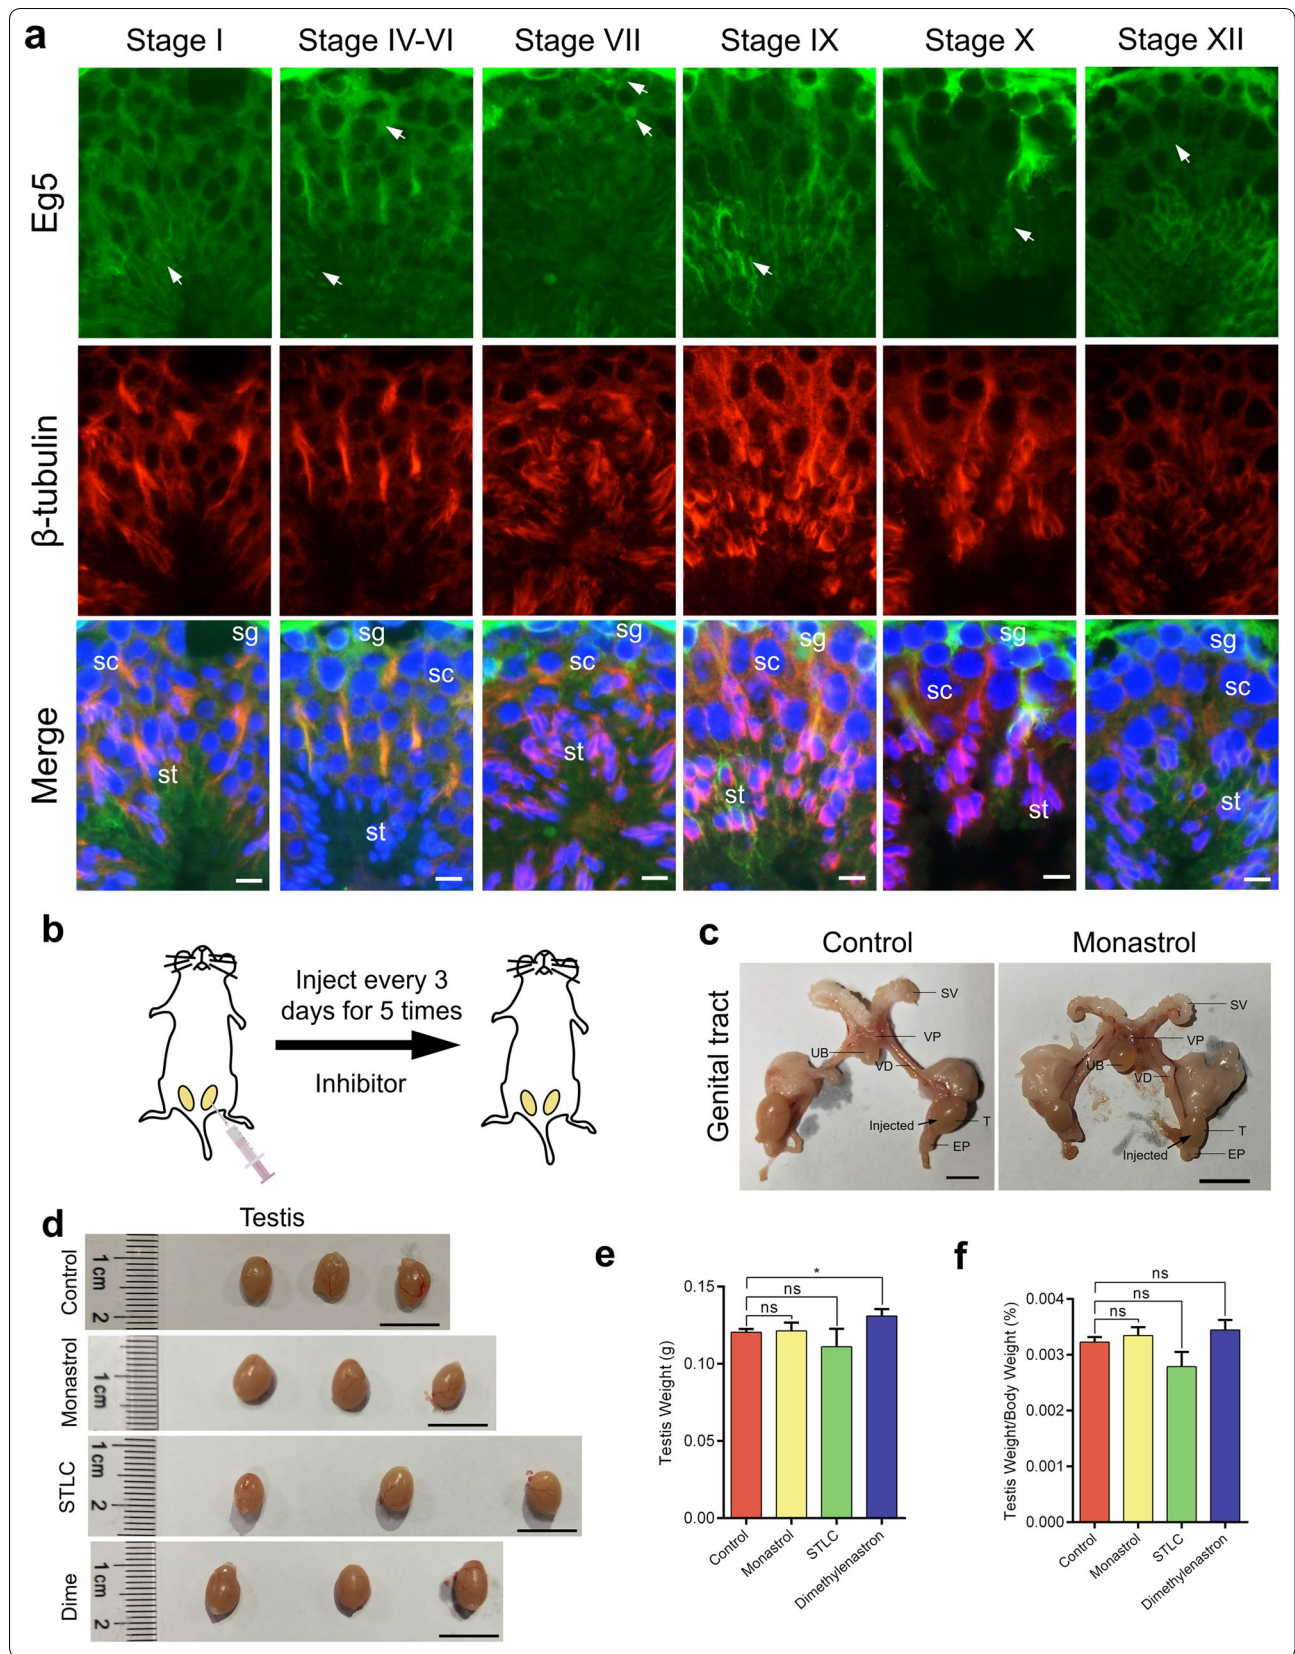 a
Stage I
Stage IV-VI
Stage VII
Stage IX
Stage X
Stage XII
Eg5
β-tubulin
Merge
sg
sc
st
sg
sc
st
sg
sc
st
sg
sc
st
sg
sc
st
sg
sc
st
b
Inject every 3
days for 5 times
Inhibitor
c
Control
Monastrol
Genital tract
SV
VP
UB
VD
Injected
T
EP
SV
VP
UB
VD
T
Injected
EP
d
Testis
Control
1 cm
2
Monastrol
1 cm
STLC
1 cm
2
Dime
1 cm
2
e
Testis Weight (g)
0.15
0.10
0.05
0.00
*
ns
ns
Control
Monastrol
STLC
Dimethylenastron
f
Testis Weight/Body Weight (%)
0.004
0.003
0.002
0.001
0.000
ns
ns
ns
Control
Monastrol
STLC
Dimethylenastron